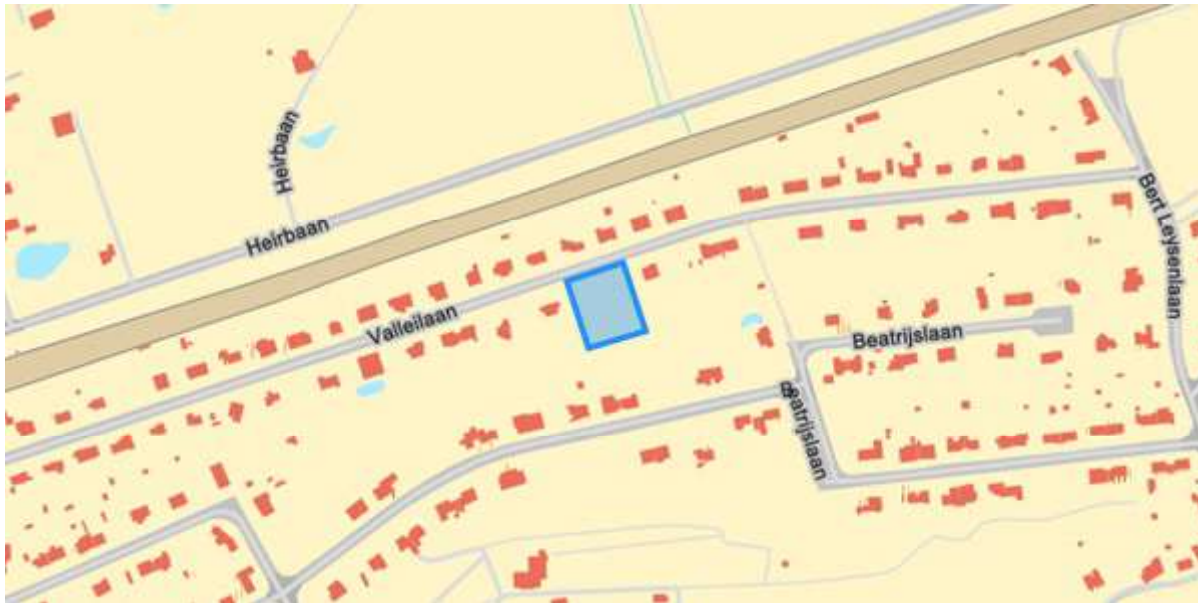 Heirbaan
Heirbaan
Bert Leysenlaan
Valleilaan
Beatrijslaan
Beatrijslaan